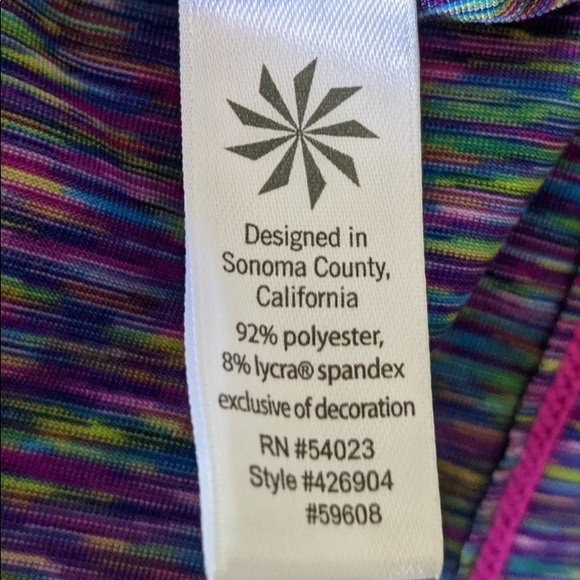 Designed in
Sonoma County,
California
92% polyester,
8% lycra® spandex
exclusive of decoration
RN #54023
Style #426904
#59608